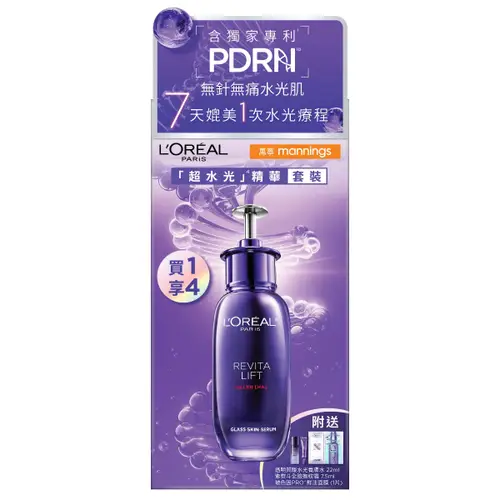 含獨家專利
PDRN™
無針無痛水光肌
7天媲美1次水光療程
L'ORÉAL
PARIS
萬寧 mannings
「超水光」精華 套裝
買1
享4
L'ORÉAL
PARIS
REVITA
LIFT
GLASS SKIN SERUM
附送